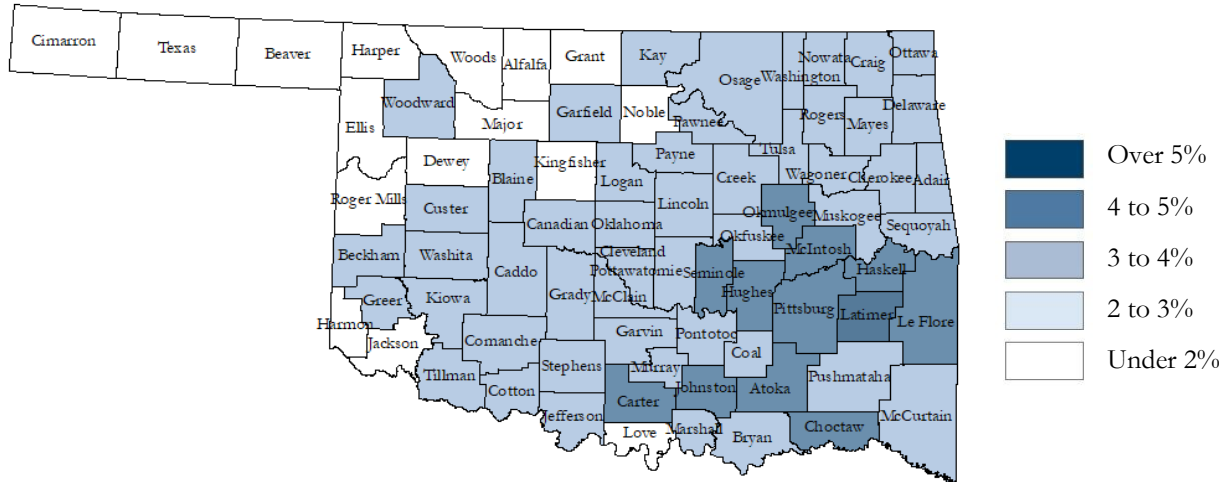 Cimarron
Texas
Beaver
Harper
Woods
Alfalfa
Grant
Kay
Osage
Washington
Nowata
Craig
Ottawa
Woodward
Ellis
Major
Garfield
Noble
Pawnee
Rogers
Mayes
Delaware
Over 5%
Dewey
Blaine
Kingfisher
Logan
Payne
Creek
Tulsa
Wagoner
Cherokee
Adair
Roger Mills
Custer
Canadian
Oklahoma
Lincoln
Okmulgee
Muskogee
Sequoyah
4 to 5%
Beckham
Washita
Caddo
Cleveland
Pottawatomie
Seminole
Okfuskee
McIntosh
3 to 4%
Greer
Kiowa
Grady
McClain
Hughes
Pittsburg
Haskell
Latimer
Le Flore
2 to 3%
Harmon
Jackson
Comanche
Garvin
Pontotoc
Coal
Under 2%
Tillman
Cotton
Stephens
Murray
Johnston
Atoka
Pushmataha
McCurtain
Jefferson
Carter
Love
Marshall
Bryan
Choctaw